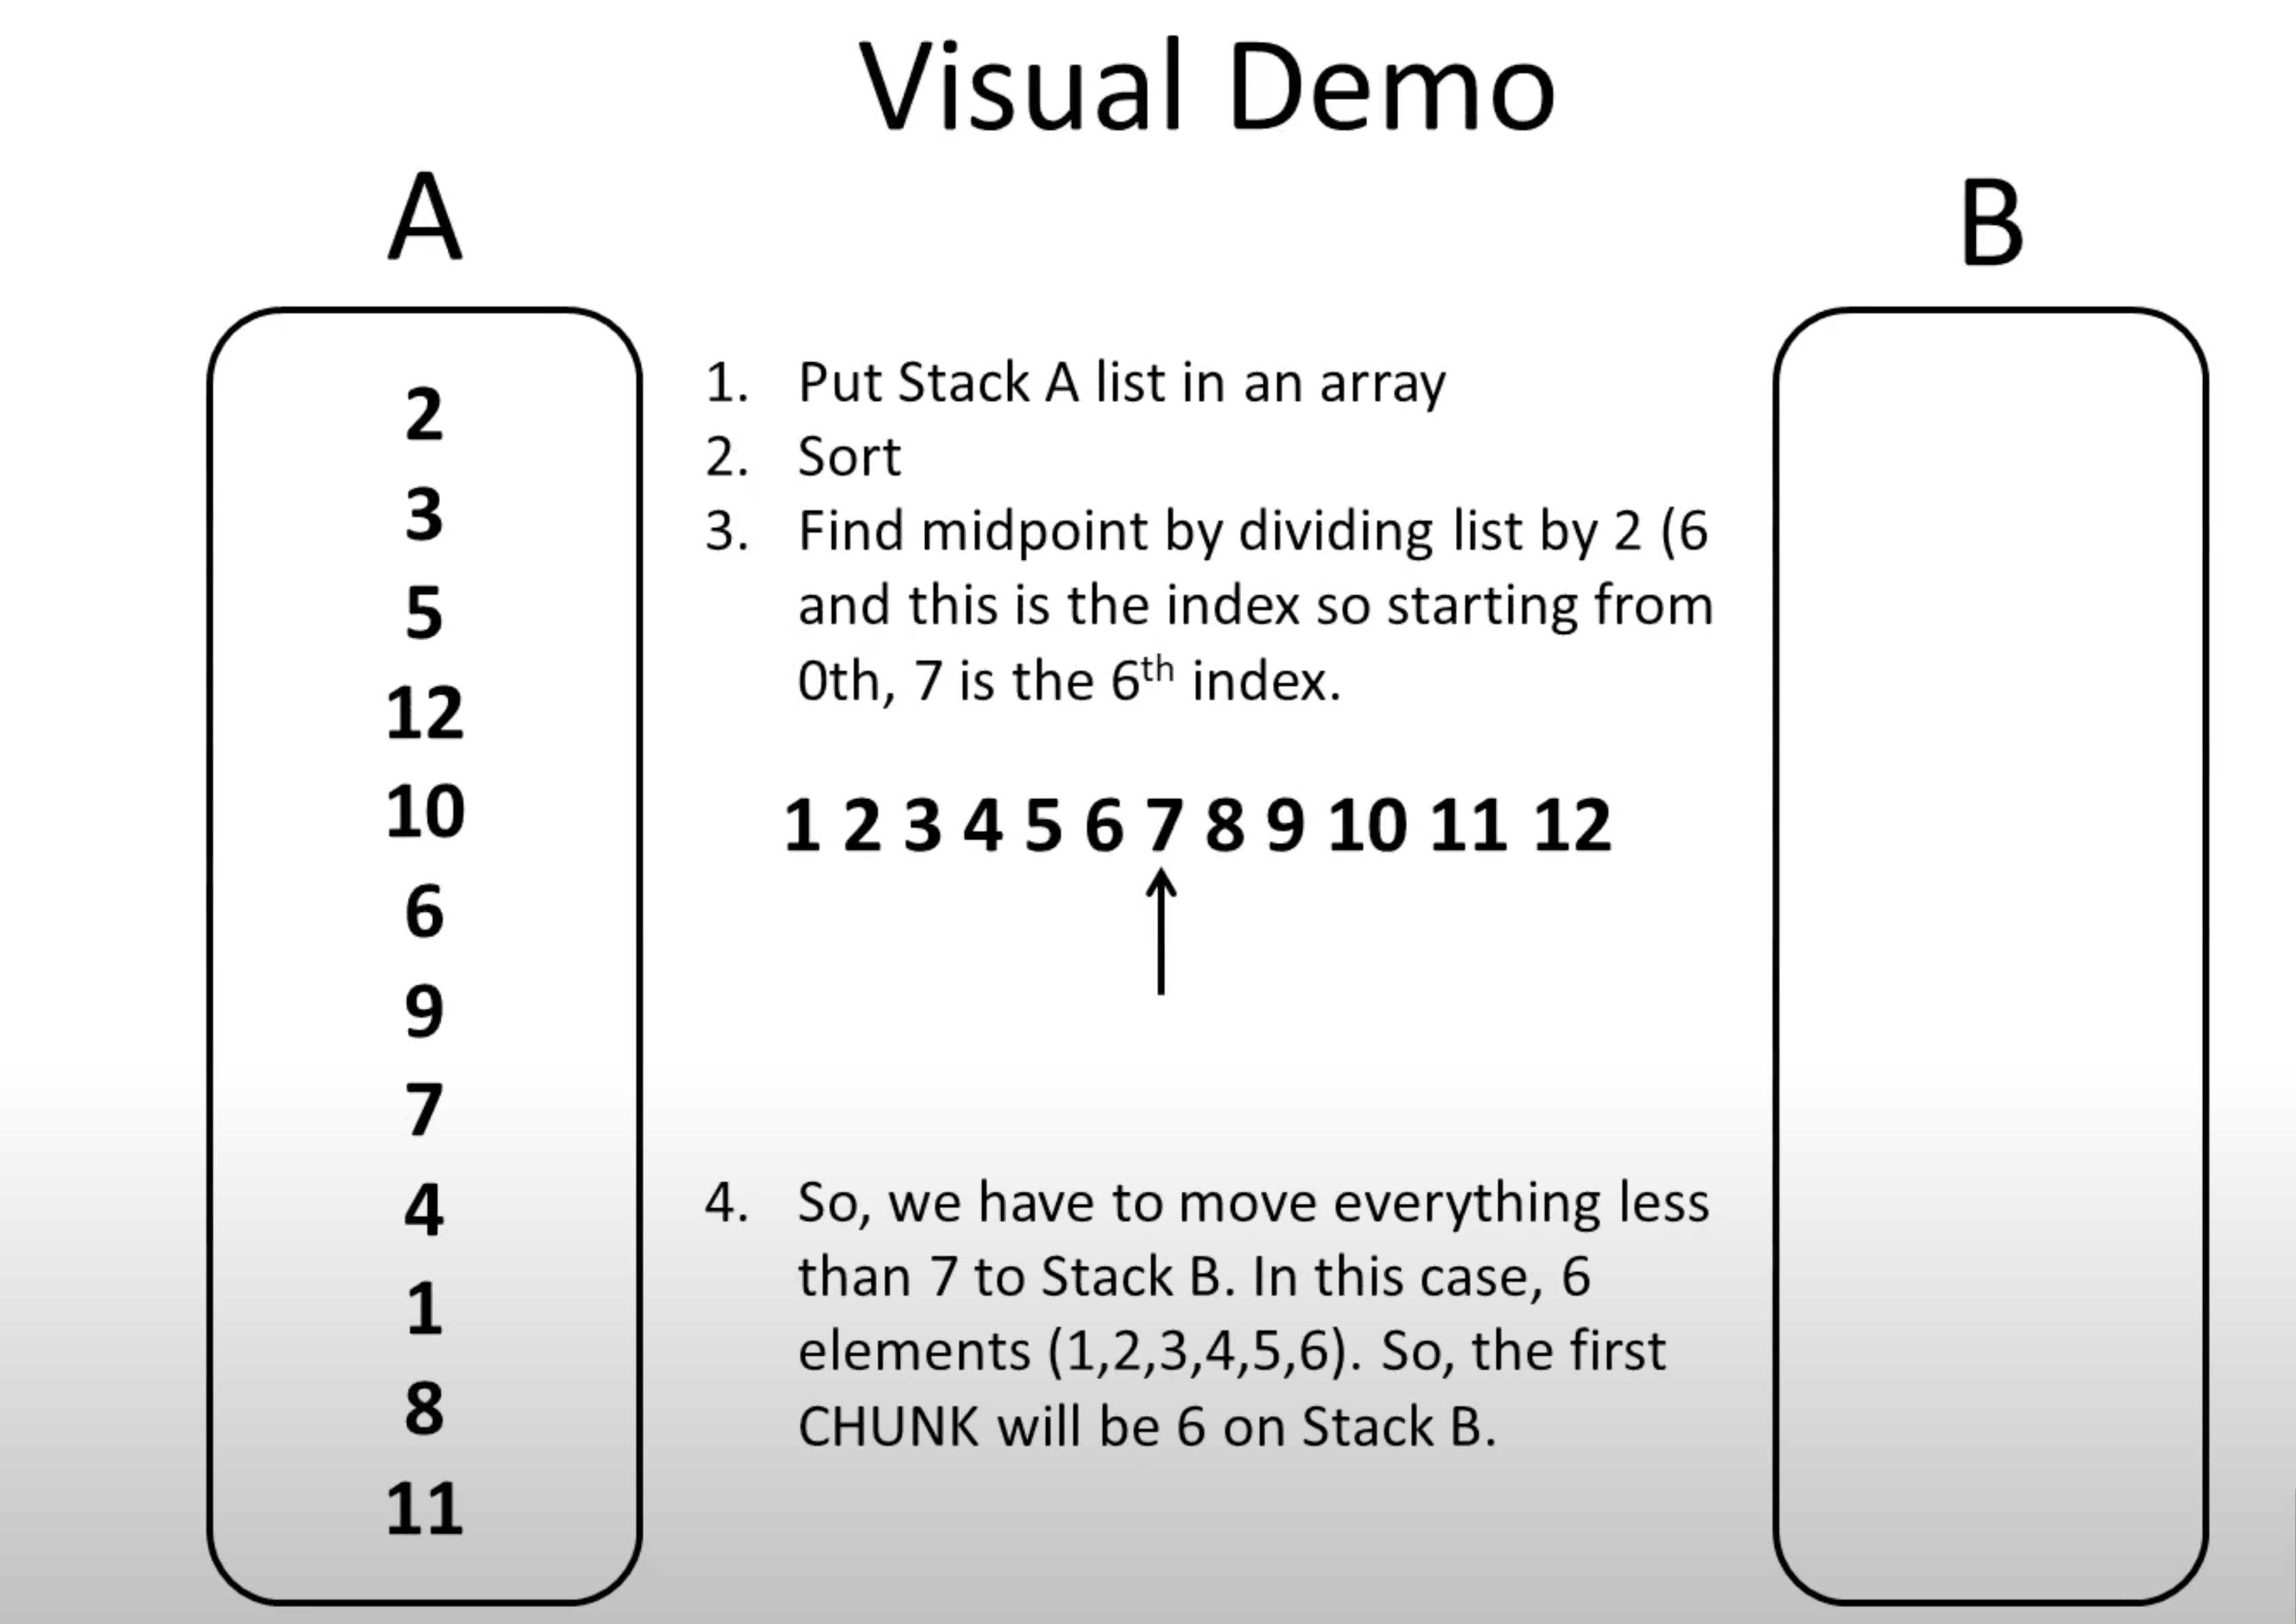 Visual Demo
A
B
2
3
5
12
10
6
9
7
4
1
8
11
1. Put Stack A list in an array
2. Sort
3. Find midpoint by dividing list by 2 (6
and this is the index so starting from
0th, 7 is the 6th index.
1 2 3 4 5 6 7 8 9 10 11 12
4. So, we have to move everything less
than 7 to Stack B. In this case, 6
elements (1,2,3,4,5,6). So, the first
CHUNK will be 6 on Stack B.